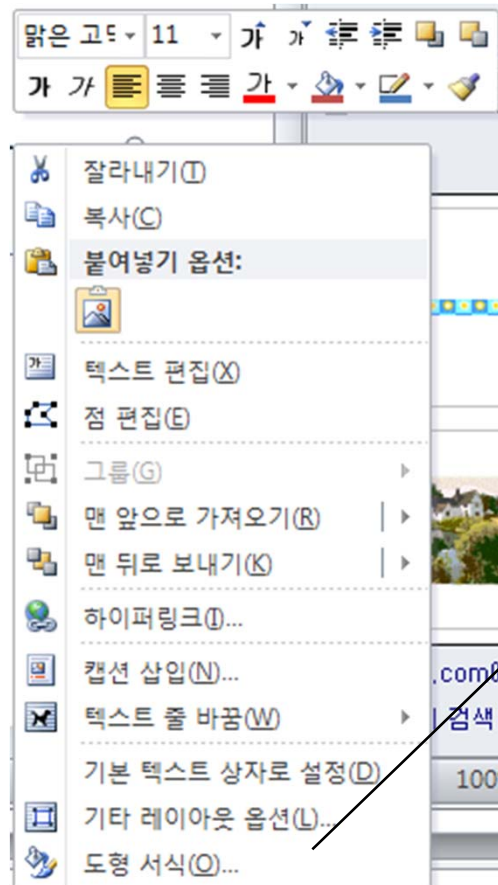 맑은 고딕 11 가 가
가 가 가
잘라내기(T)
복사(C)
붙여넣기 옵션:
텍스트 편집(X)
점 편집(E)
그룹(G)
맨 앞으로 가져오기(R)
맨 뒤로 보내기(K)
하이퍼링크(I)...
캡션 삽입(N)...
.com
텍스트 줄 바꿈(W)
검색
기본 텍스트 상자로 설정(D)
100
기타 레이아웃 옵션(L)...
도형 서식(O)...